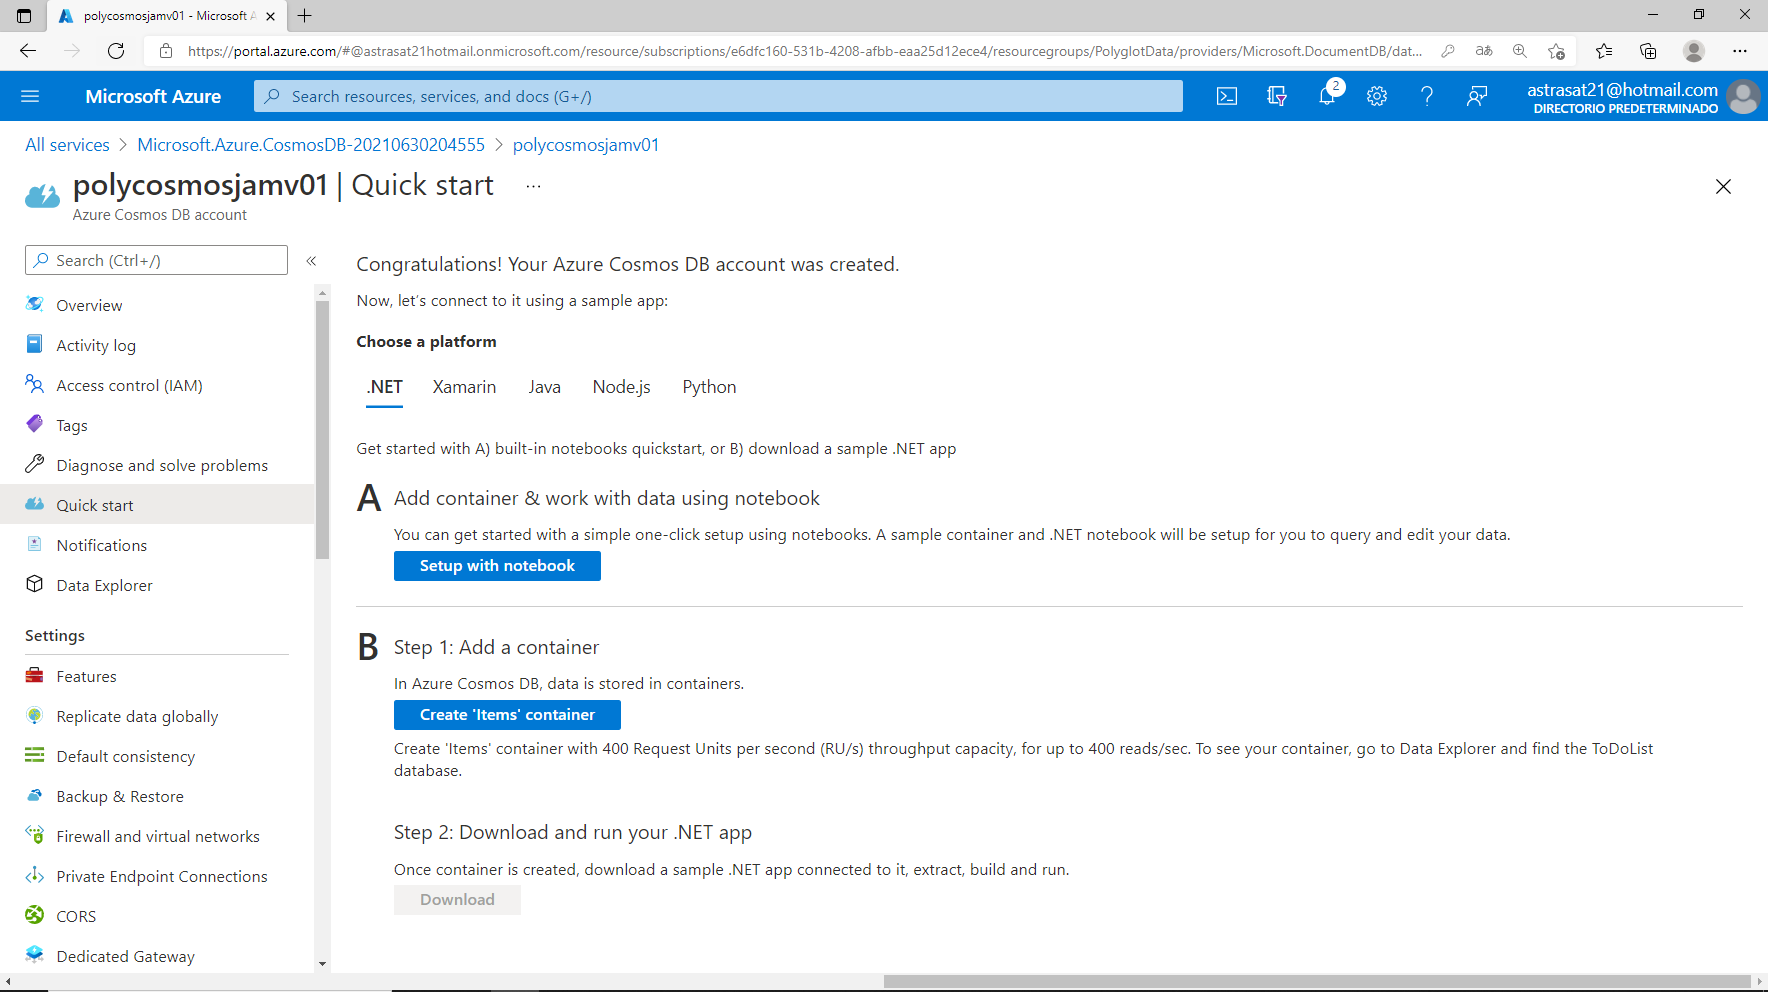 polycosmosjamv01 - Microsoft A
https://portal.azure.com/#@astrasat21hotmail.onmicrosoft.com/resource/subscriptions/e6dfc160-531b-4208-afbb-eaa25d12ece4/resourcegroups/PolyglotData/providers/Microsoft.DocumentDB/dat...
aあ
Microsoft Azure
Search resources, services, and docs (G+/)
2
astrasat21@hotmail.com
DIRECTORIO PREDETERMINADO
All services > Microsoft.Azure.CosmosDB-20210630204555 > polycosmosjamv01
polycosmosjamv01 | Quick start ...
Azure Cosmos DB account
Search (Ctrl+/)
Overview
Activity log
Access control (IAM)
Tags
Diagnose and solve problems
Quick start
Notifications
Data Explorer
Settings
Features
Replicate data globally
Default consistency
Backup & Restore
Firewall and virtual networks
Private Endpoint Connections
CORS
Dedicated Gateway
Congratulations! Your Azure Cosmos DB account was created.
Now, let's connect to it using a sample app:
Choose a platform
.NET Xamarin Java Node.js Python
Get started with A) built-in notebooks quickstart, or B) download a sample .NET app
A Add container & work with data using notebook
You can get started with a simple one-click setup using notebooks. A sample container and .NET notebook will be setup for you to query and edit your data.
Setup with notebook
B Step 1: Add a container
In Azure Cosmos DB, data is stored in containers.
Create 'Items' container
Create 'Items' container with 400 Request Units per second (RU/s) throughput capacity, for up to 400 reads/sec. To see your container, go to Data Explorer and find the ToDoList
database.
Step 2: Download and run your .NET app
Once container is created, download a sample .NET app connected to it, extract, build and run.
Download